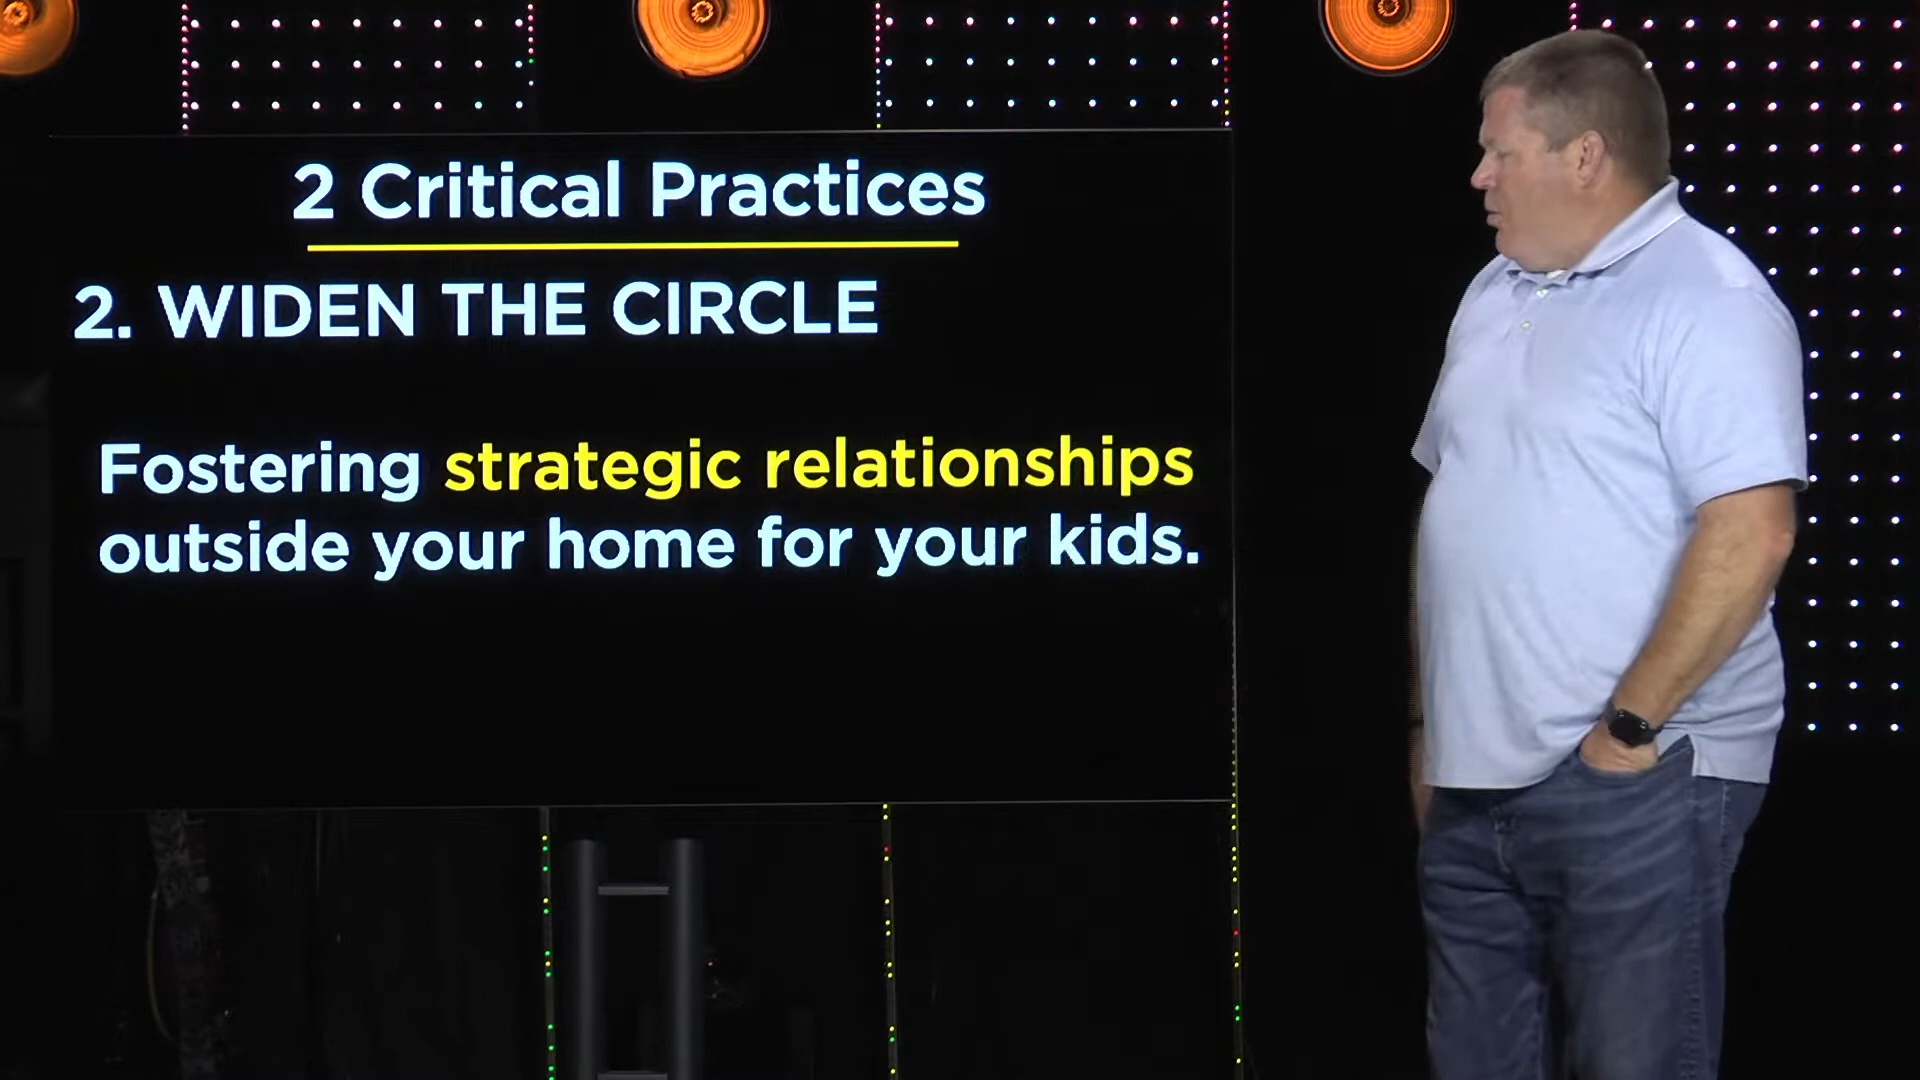 2 Critical Practices
2. WIDEN THE CIRCLE
Fostering strategic relationships
outside your home for your kids.